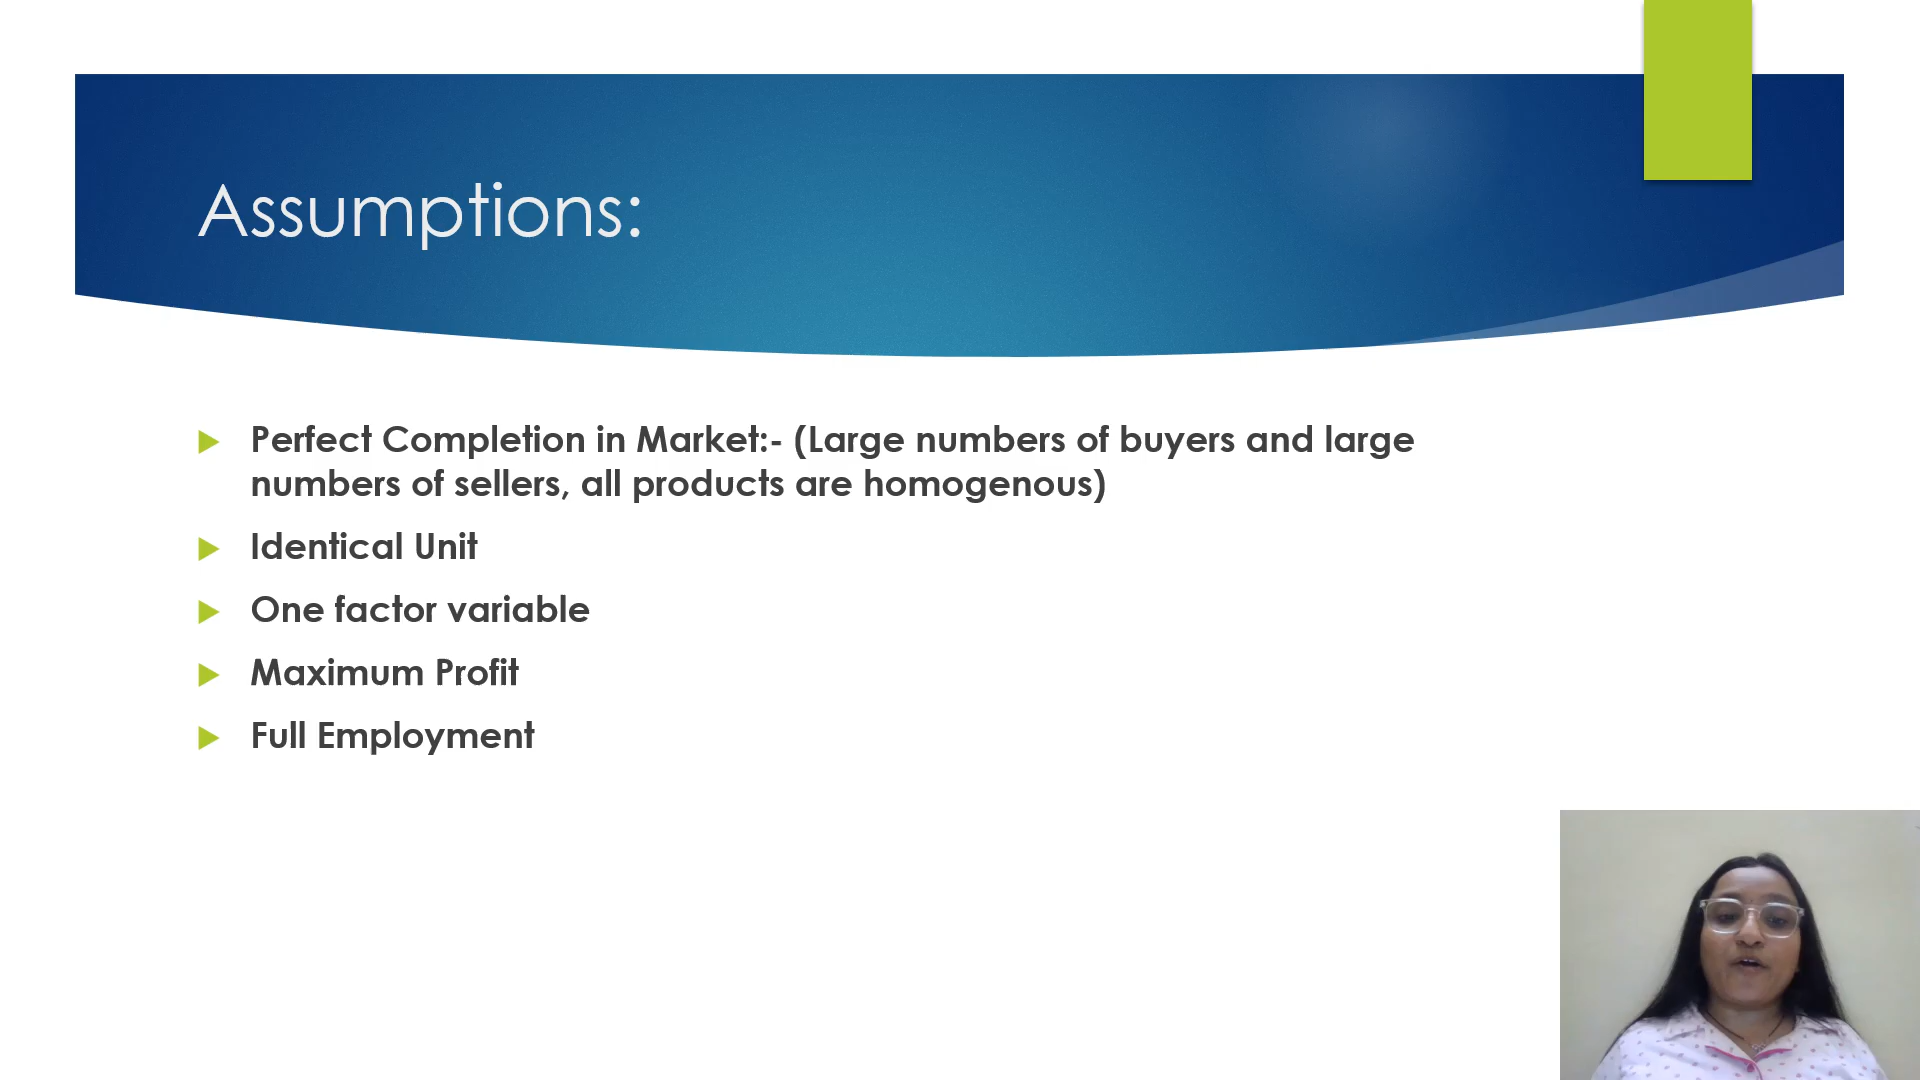 Assumptions:
Perfect Completion in Market:- (Large numbers of buyers and large
numbers of sellers, all products are homogenous)
Identical Unit
One factor variable
Maximum Profit
Full Employment